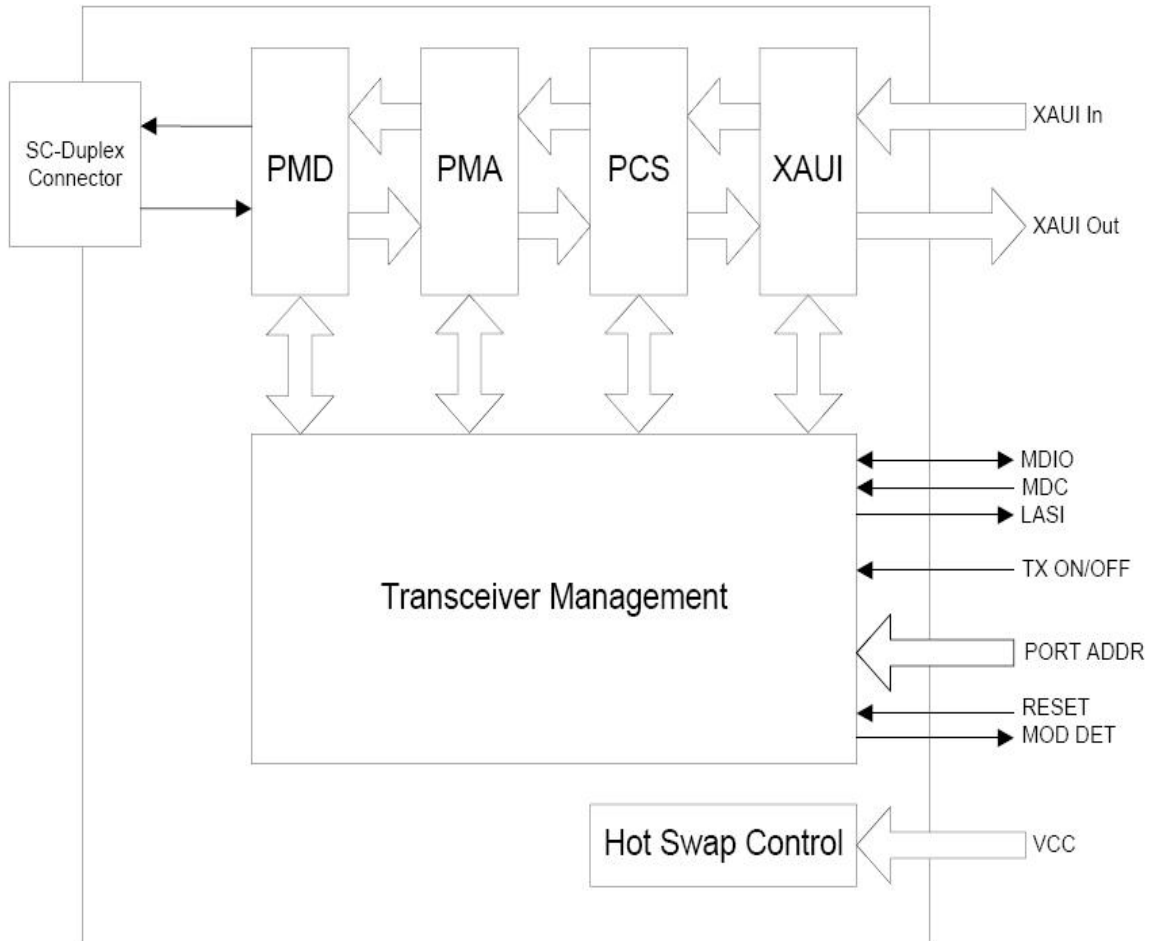 XAUI In
SC-Duplex
Connector
PMD
PMA
PCS
XAUI
XAUI Out
MDIO
MDC
LASI
TX ON/OFF
Transceiver Management
PORT ADDR
RESET
MOD DET
Hot Swap Control
VCC